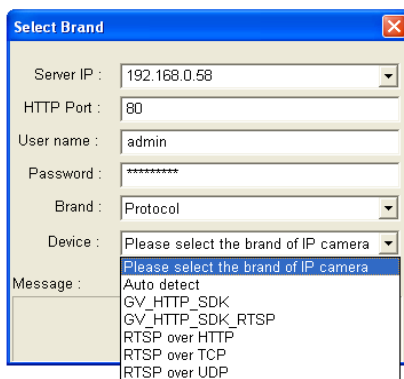 Select Brand
Server IP : 192.168.0.58
HTTP Port : 80
User name : admin
Password : *********
Brand : Protocol
Device : Please select the brand of IP camera
Please select the brand of IP camera
Message :
Auto detect
GV_HTTP_SDK
GV_HTTP_SDK_RTSP
RTSP over HTTP
RTSP over TCP
RTSP over UDP